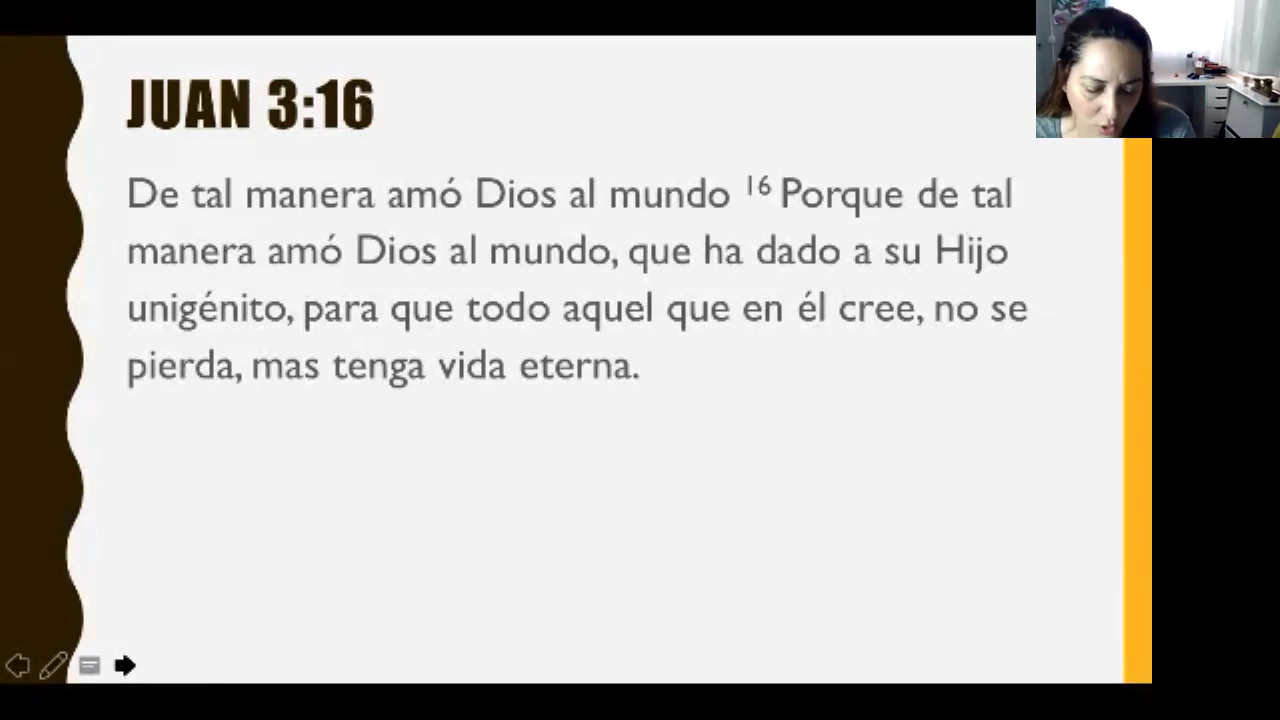 JUAN 3:16
De tal manera amó Dios al mundo ¹⁶ Porque de tal
manera amó Dios al mundo, que ha dado a su Hijo
unigénito, para que todo aquel que en él cree, no se
pierda, mas tenga vida eterna.